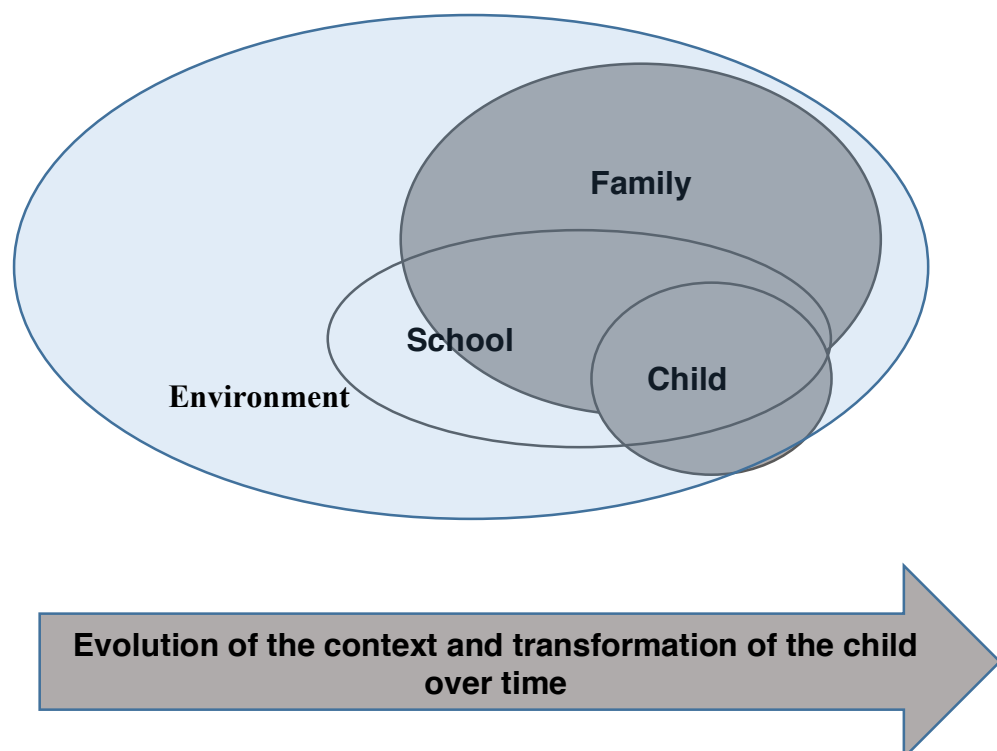 Family
School
Child
Environment
Evolution of the context and transformation of the child
over time